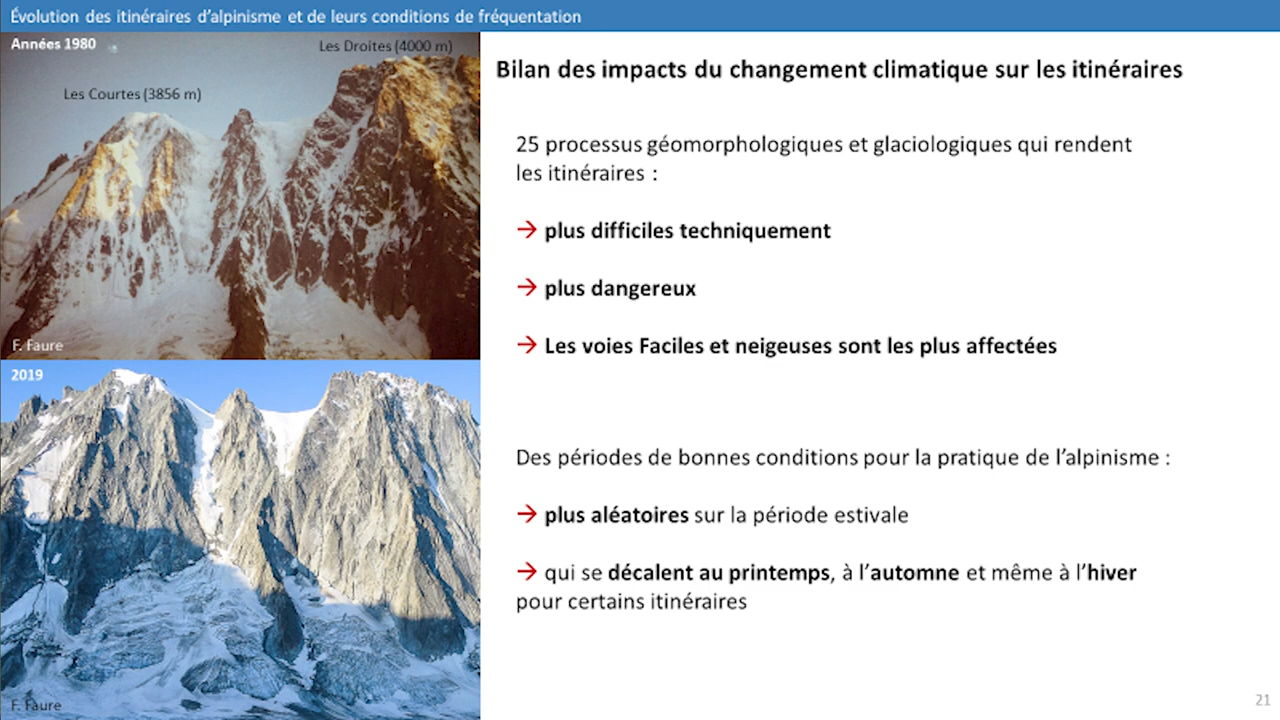 Évolution des itinéraires d'alpinisme et de leurs conditions de fréquentation
Années 1980
Les Droites (4000 m)
Les Courtes (3856 m)
F. Faure
2019
F. Faure
Bilan des impacts du changement climatique sur les itinéraires
25 processus géomorphologiques et glaciologiques qui rendent
les itinéraires :
→ plus difficiles techniquement
→ plus dangereux
→ Les voies Faciles et neigeuses sont les plus affectées
Des périodes de bonnes conditions pour la pratique de l'alpinisme :
→ plus aléatoires sur la période estivale
→ qui se décalent au printemps, à l'automne et même à l'hiver
pour certains itinéraires
21